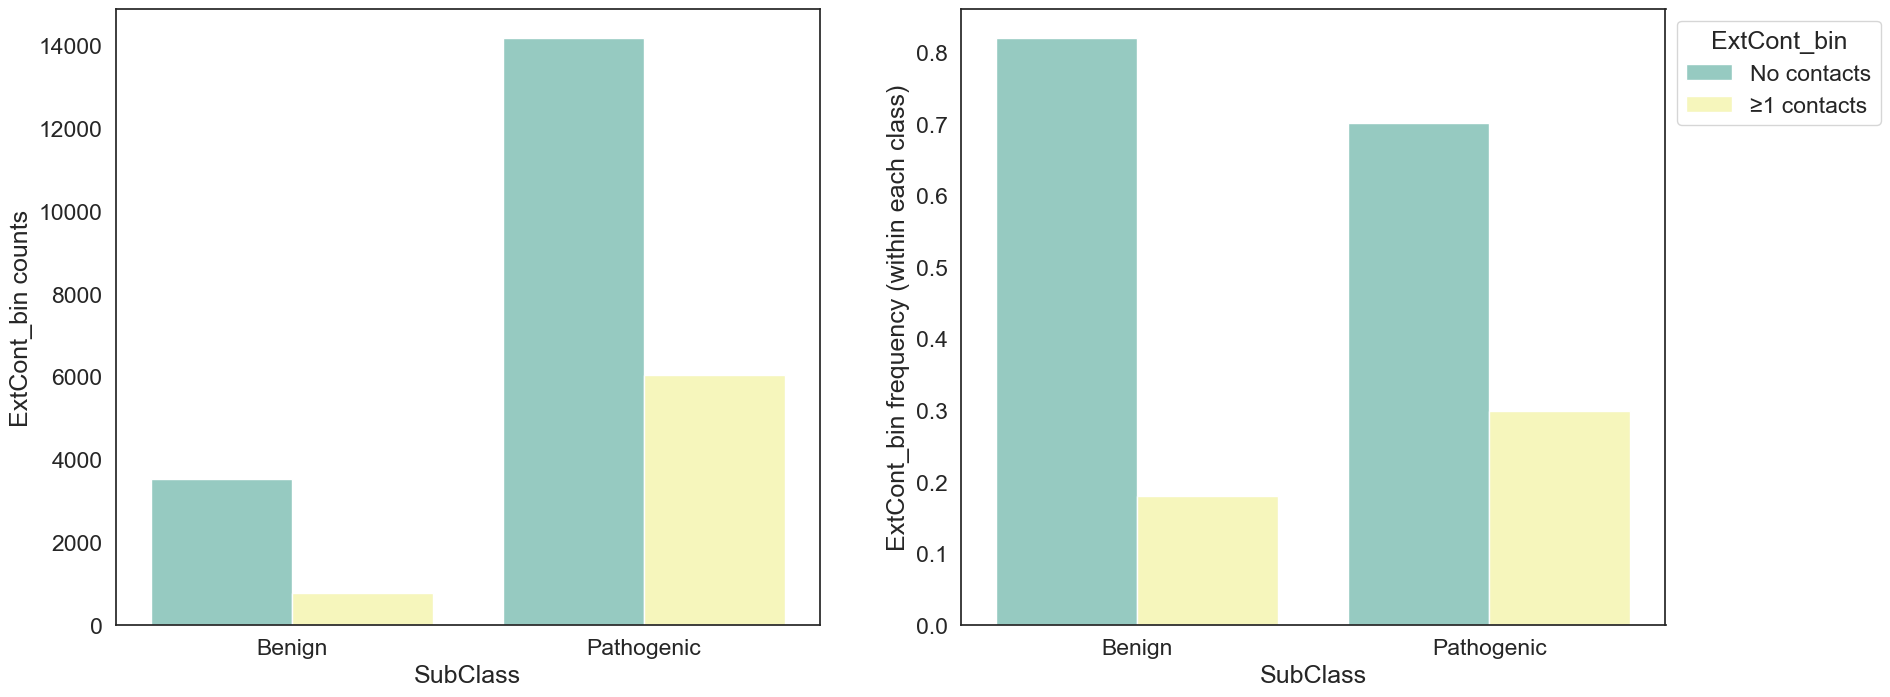 14000
12000
10000
8000
6000
4000
2000
0
ExtCont_bin counts
Benign
Pathogenic
SubClass
0.8
0.7
0.6
0.5
0.4
0.3
0.2
0.1
0.0
ExtCont_bin frequency (within each class)
Benign
Pathogenic
SubClass
ExtCont_bin
No contacts
≥1 contacts